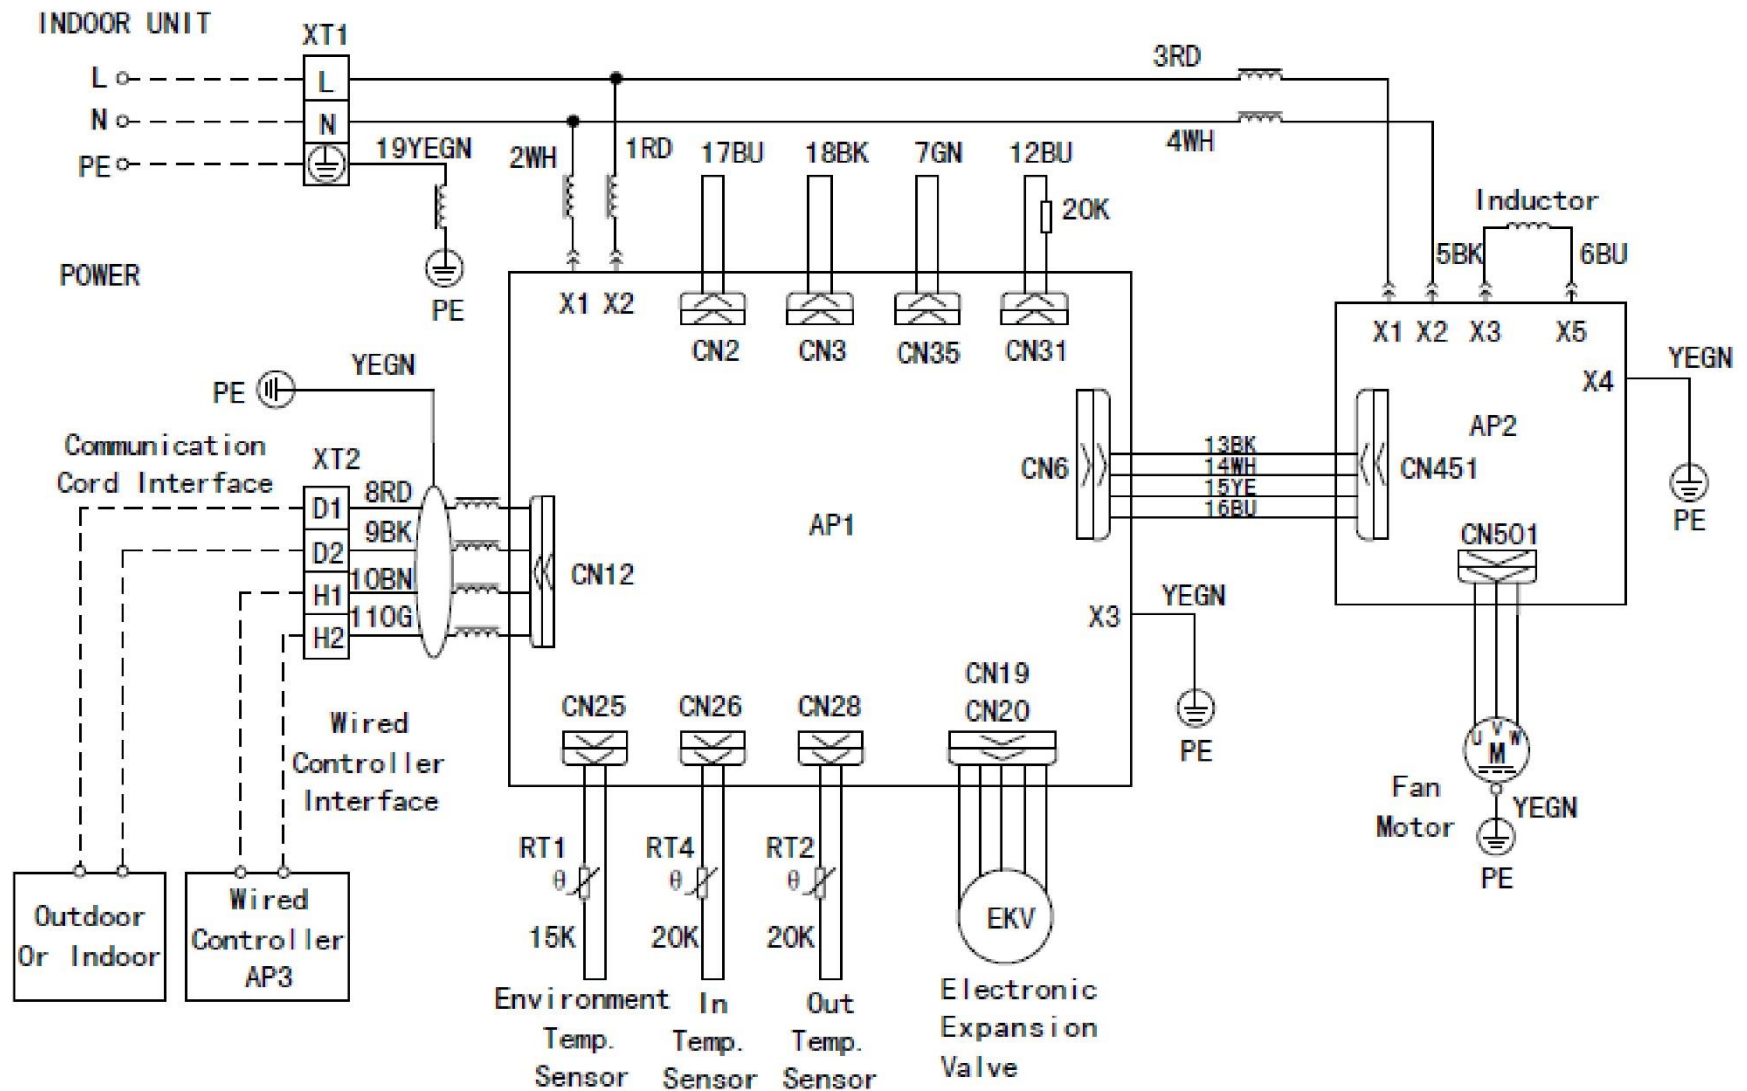 INDOOR UNIT
XT1
L
L
3RD
N
N
PE
19YEGN
2WH
1RD
17BU
18BK
7GN
12BU
4WH
20K
Inductor
POWER
PE
5BK
6BU
X1 X2
CN2
CN3
CN35
CN31
X1 X2 X3
X5
YEGN
PE
YEGN
X4
AP2
Communication
Cord Interface
XT2
D1
8RD
D2
9BK
H1
10BN
H2
11OG
CN12
AP1
CN6
13BK
14WH
15YE
16BU
CN451
PE
CN501
X3
YEGN
PE
Wired
Controller
Interface
CN25
CN26
CN28
CN19
CN20
U
V
W
M
Fan
Motor
YEGN
PE
RT1
θ
15K
RT4
θ
20K
RT2
θ
20K
EKV
Outdoor
Or Indoor
Wired
Controller
AP3
Environment
Temp.
Sensor
In
Temp.
Sensor
Out
Temp.
Sensor
Electronic
Expansion
Valve